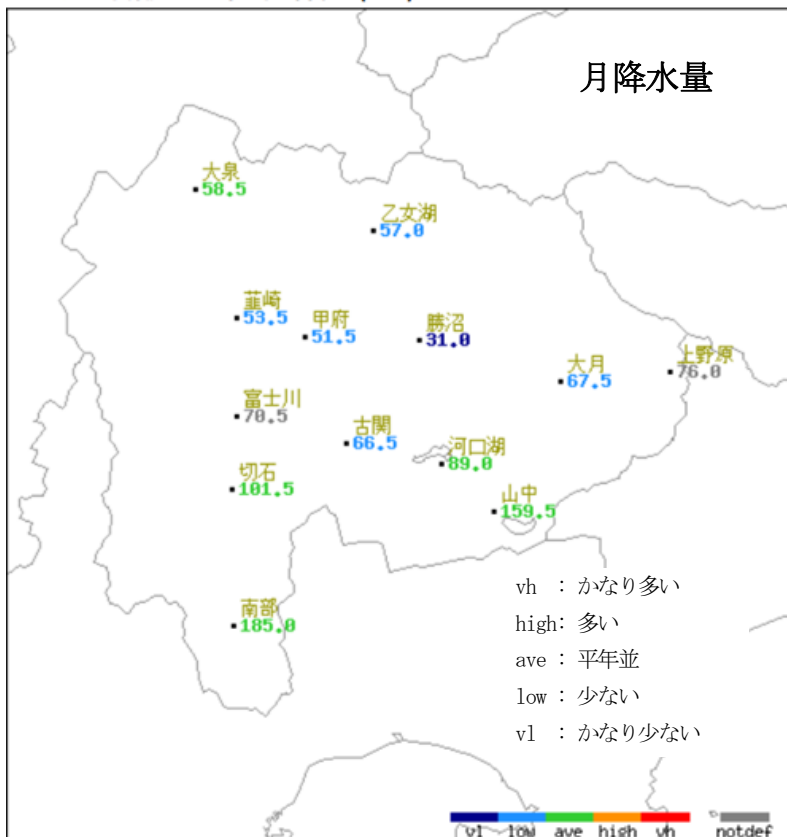 月降水量
大泉
58.5
乙女湖
57.0
韮崎
53.5
甲府
51.5
勝沼
31.0
上野原
76.0
大月
67.5
富士川
70.5
古関
66.5
河口湖
89.0
切石
101.5
山中
159.5
南部
185.0
vh : かなり多い
high: 多い
ave : 平年並
low : 少ない
vl : かなり少ない
vl low ave high vh notdef